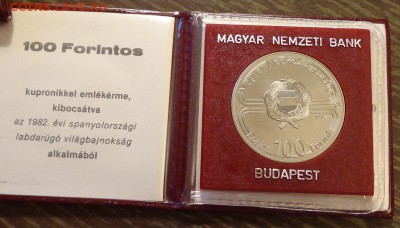 100 Forintos
kupronikkel emlékérme,
kibocsátva
az 1982. évi spanyolországi
labdarúgó világbajnokság
alkalmából
MAGYAR NEMZETI BANK
100
BUDAPEST